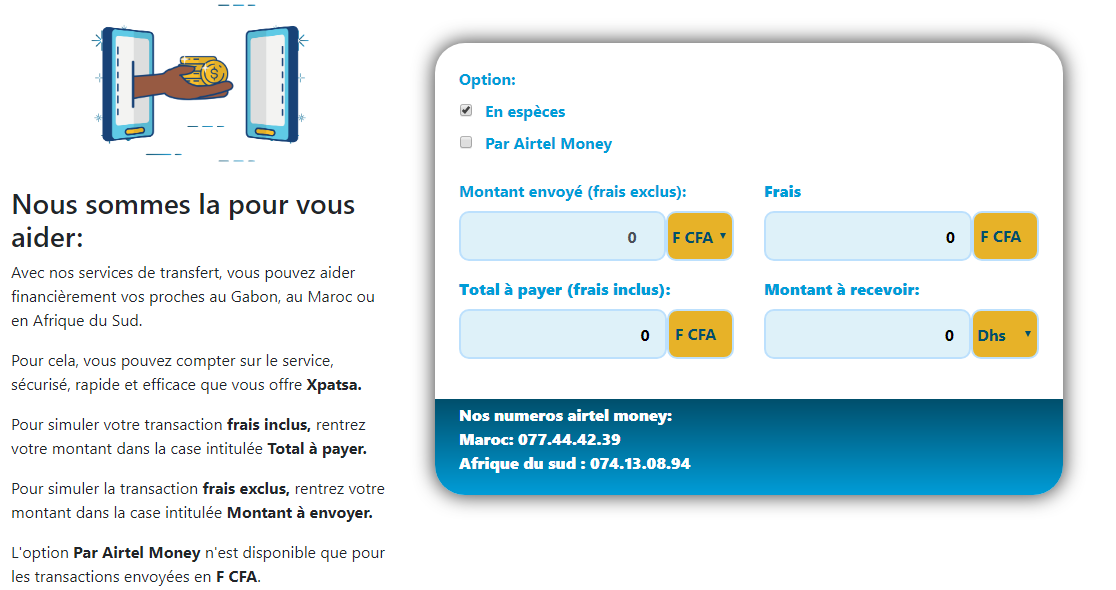 Nous sommes la pour vous
aider:
Avec nos services de transfert, vous pouvez aider
financièrement vos proches au Gabon, au Maroc ou
en Afrique du Sud.
Pour cela, vous pouvez compter sur le service,
sécurisé, rapide et efficace que vous offre Xpatsa.
Pour simuler votre transaction frais inclus, rentrez
votre montant dans la case intitulée Total à payer.
Pour simuler la transaction frais exclus, rentrez votre
montant dans la case intitulée Montant à envoyer.
L'option Par Airtel Money n'est disponible que pour
les transactions envoyées en F CFA.
Option:
En espèces
Par Airtel Money
Montant envoyé (frais exclus): Frais
0 F CFA 0 F CFA
Total à payer (frais inclus): Montant à recevoir:
0 F CFA 0 Dhs
Nos numeros airtel money:
Maroc: 077.44.42.39
Afrique du sud : 074.13.08.94